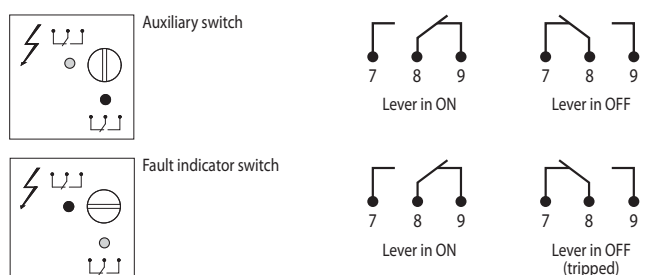 Auxiliary switch
7 8 9
Lever in ON
7 8 9
Lever in OFF
Fault indicator switch
7 8 9
Lever in ON
7 8 9
Lever in OFF
(tripped)